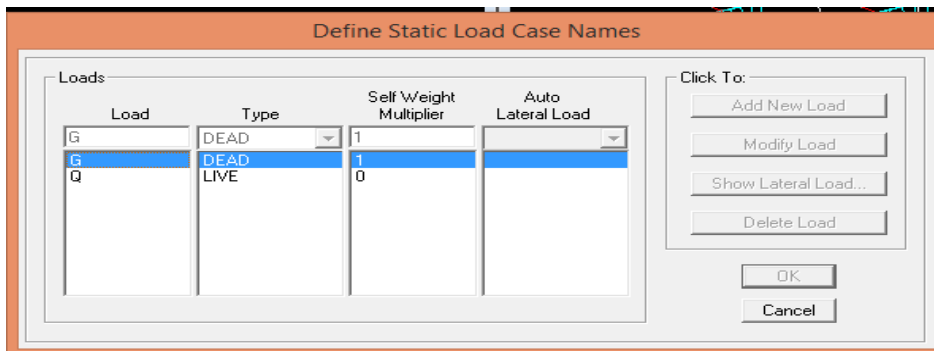 Define Static Load Case Names
Loads
Click To:
Load Type Self Weight Multiplier Auto Lateral Load
G DEAD 1
G DEAD 1
Q LIVE 0
Add New Load
Modify Load
Show Lateral Load...
Delete Load
OK
Cancel